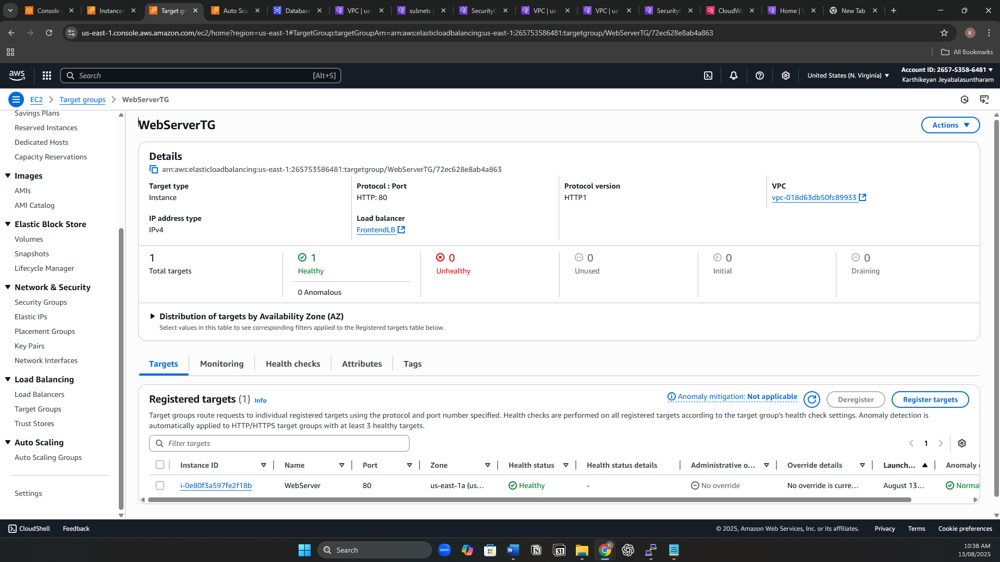 Console
Instances
Target gr
Auto Sca
Database
VPC | us-
subnets |
SecurityG
VPC | us-
VPC | us-
SecurityG
CloudWa
Home | V
New Tab
us-east-1.console.aws.amazon.com/ec2/home?region=us-east-1#TargetGroup:targetGroupArn=arn:aws:elasticloadbalancing:us-east-1:265753586481:targetgroup/WebServerTG/72ec628e8ab4a863
K
All Bookmarks
aws
Search [Alt+S]
United States (N. Virginia)
Account ID: 2657-5358-6481
Karthikeyan Jeyabalasuntharam
EC2 > Target groups > WebServerTG
Savings Plans
Reserved Instances
Dedicated Hosts
Capacity Reservations
Images
AMIs
AMI Catalog
Elastic Block Store
Volumes
Snapshots
Lifecycle Manager
Network & Security
Security Groups
Elastic IPs
Placement Groups
Key Pairs
Network Interfaces
Load Balancing
Load Balancers
Target Groups
Trust Stores
Auto Scaling
Auto Scaling Groups
Settings
WebServerTG
Actions
Details
arn:aws:elasticloadbalancing:us-east-1:265753586481:targetgroup/WebServerTG/72ec628e8ab4a863
Target type
Instance
Protocol : Port
HTTP: 80
Protocol version
HTTP1
VPC
vpc-018d63db50fc89933
IP address type
IPv4
Load balancer
FrontendLB
1
Total targets
1
Healthy
0 Anomalous
0
Unhealthy
0
Unused
0
Initial
0
Draining
Distribution of targets by Availability Zone (AZ)
Select values in this table to see corresponding filters applied to the Registered targets table below.
Targets
Monitoring
Health checks
Attributes
Tags
Registered targets (1) Info
Anomaly mitigation: Not applicable
Deregister
Register targets
Target groups route requests to individual registered targets using the protocol and port number specified. Health checks are performed on all registered targets according to the target group's health check settings. Anomaly detection is
automatically applied to HTTP/HTTPS target groups with at least 3 healthy targets.
Filter targets
1
Instance ID Name Port Zone Health status Health status details Administrative o... Override details Launch... Anomaly
i-0e80f3a597fe2f18b WebServer 80 us-east-1a (us... Healthy - No override No override is curre... August 13... Normal
CloudShell Feedback © 2025, Amazon Web Services, Inc. or its affiliates. Privacy Terms Cookie preferences
Search
zoom
W
N
31
K
10:38 AM
13/08/2025